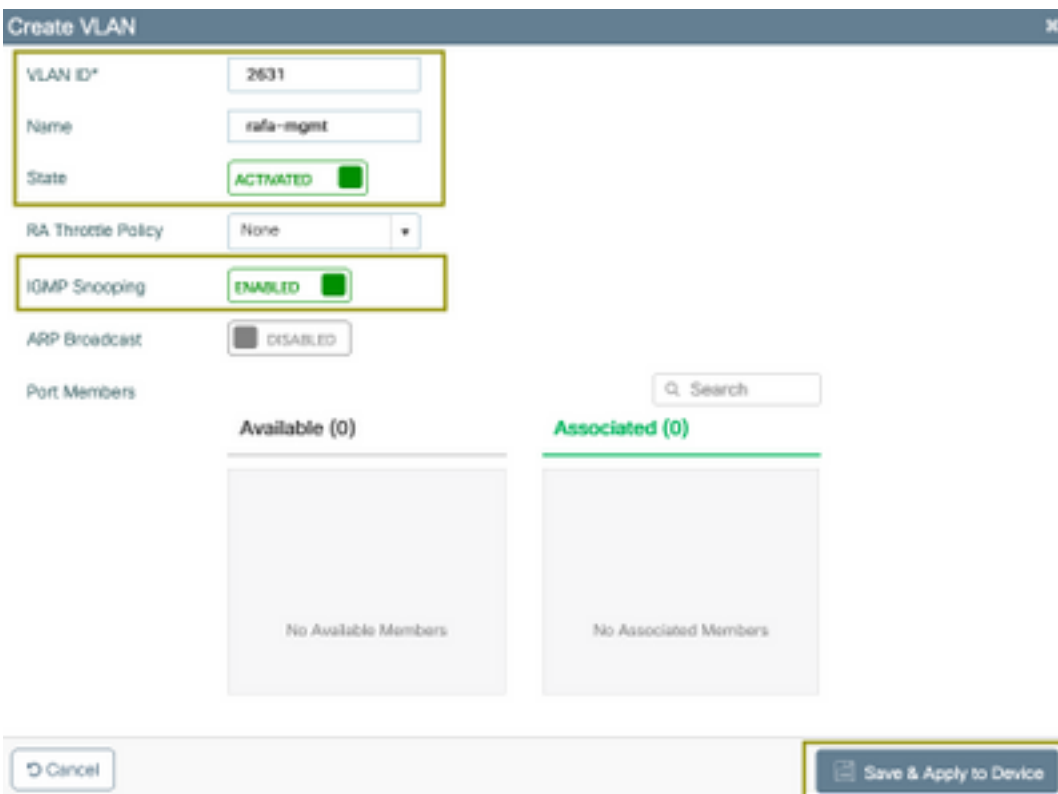 Create VLAN
VLAN ID* 2631
Name rafa-mgmt
State ACTIVATED
RA Throttle Policy None
IGMP Snooping ENABLED
ARP Broadcast DISABLED
Port Members Search
Available (0) Associated (0)
No Available Members No Associated Members
Cancel Save & Apply to Device